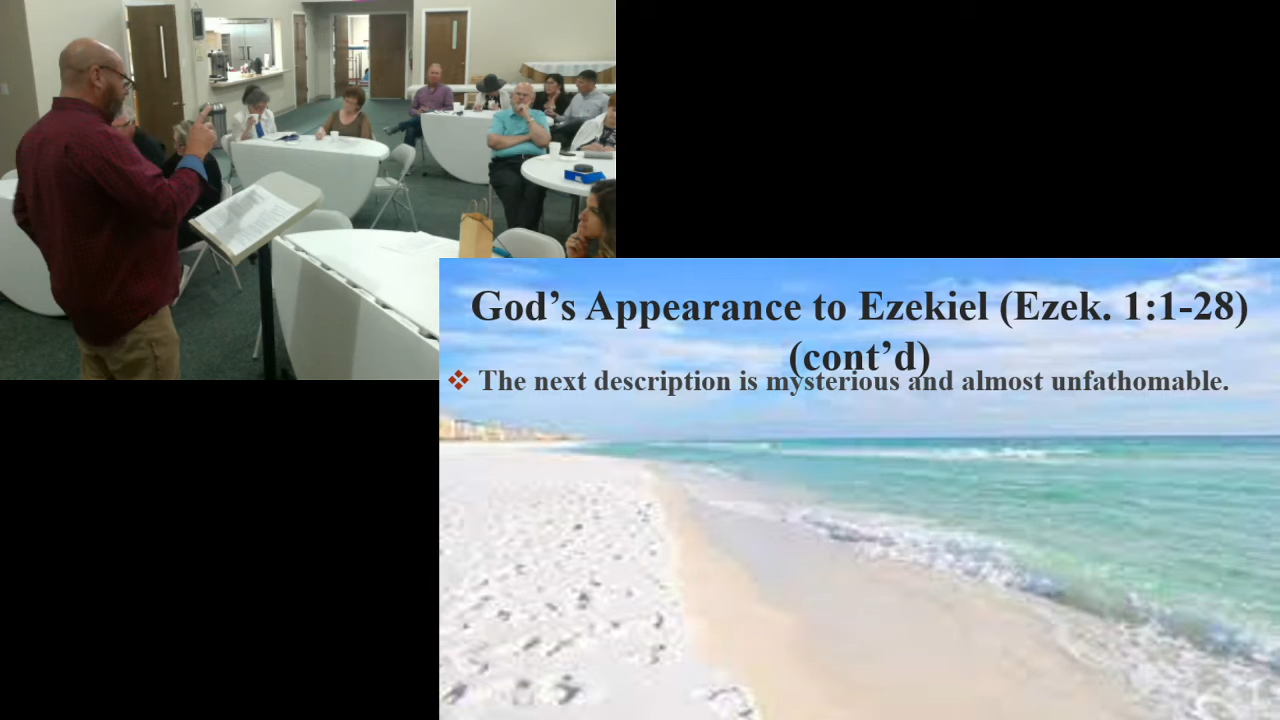 God’s Appearance to Ezekiel (Ezek. 1:1-28)
(cont’d)
❖ The next description is mysterious and almost unfathomable.